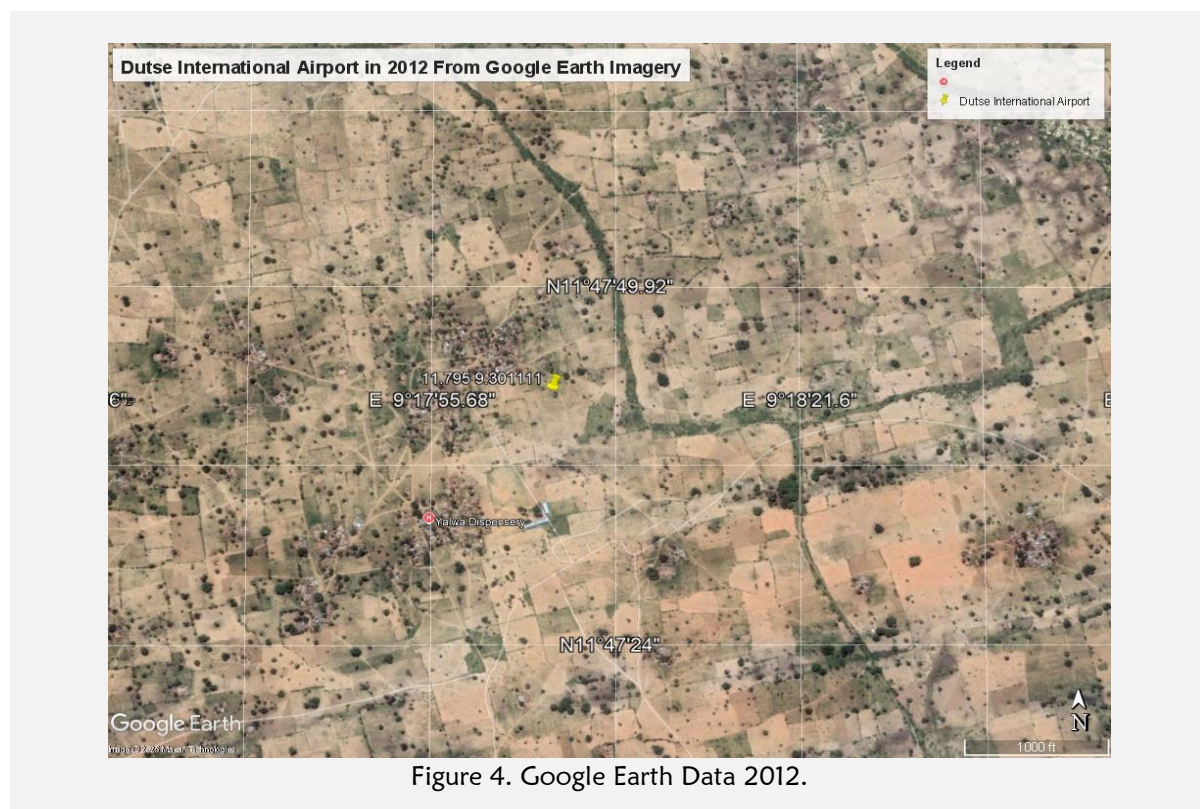 Dutse International Airport in 2012 From Google Earth Imagery
Legend
H
Dutse International Airport
N11°47'49.92"
11.795 9.301111
6"
E 9°17'55.68"
E 9°18'21.6"
E
H
Yalwa Dispensery
N11°47'24"
Google Earth
N
1000 ft
Figure 4. Google Earth Data 2012.